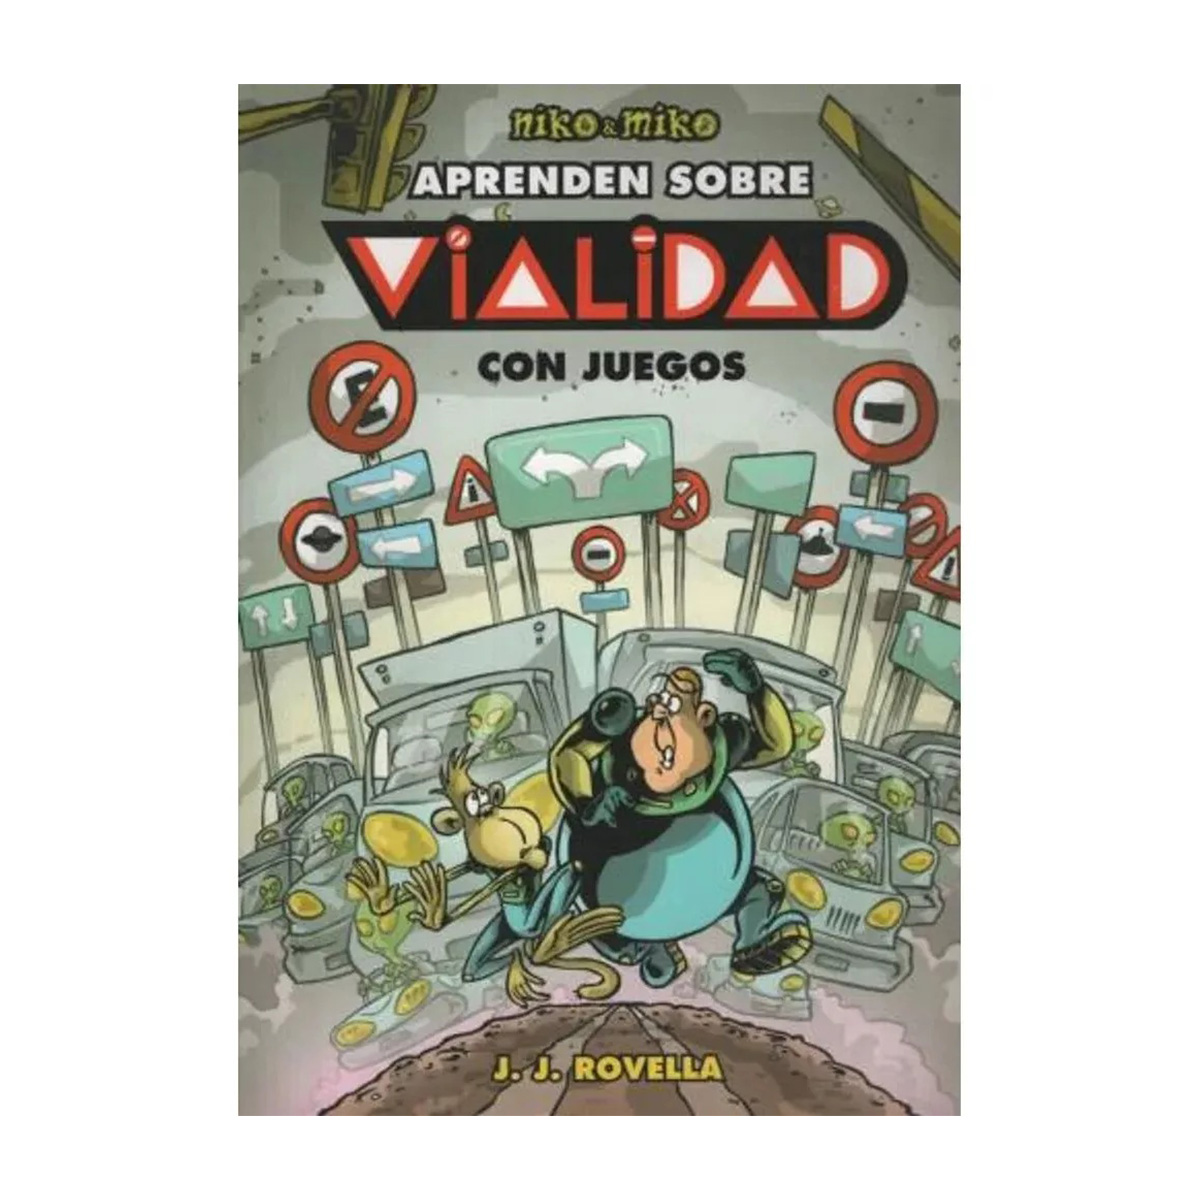 niko & miko
APRENDEN SOBRE
ViALiDAD
CON JUEGOS
E
J. J. ROVELLA